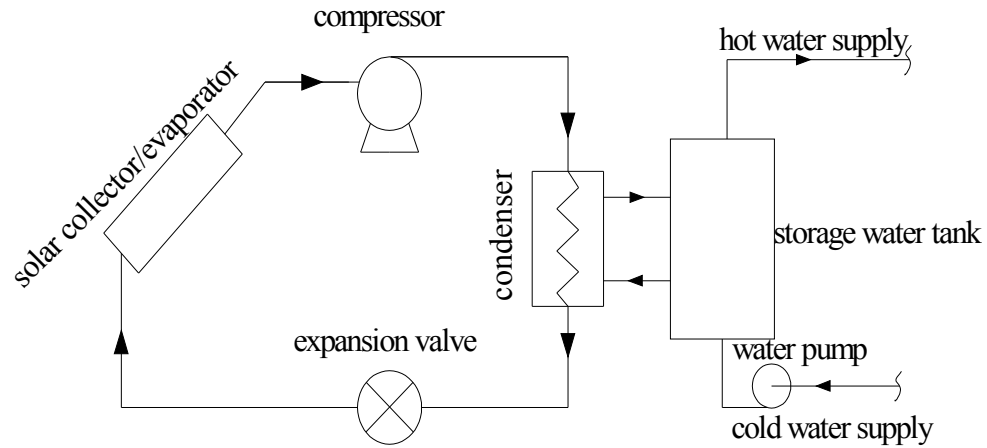 compressor
hot water supply
solar collector/evaporator
condenser
storage water tank
expansion valve
water pump
cold water supply